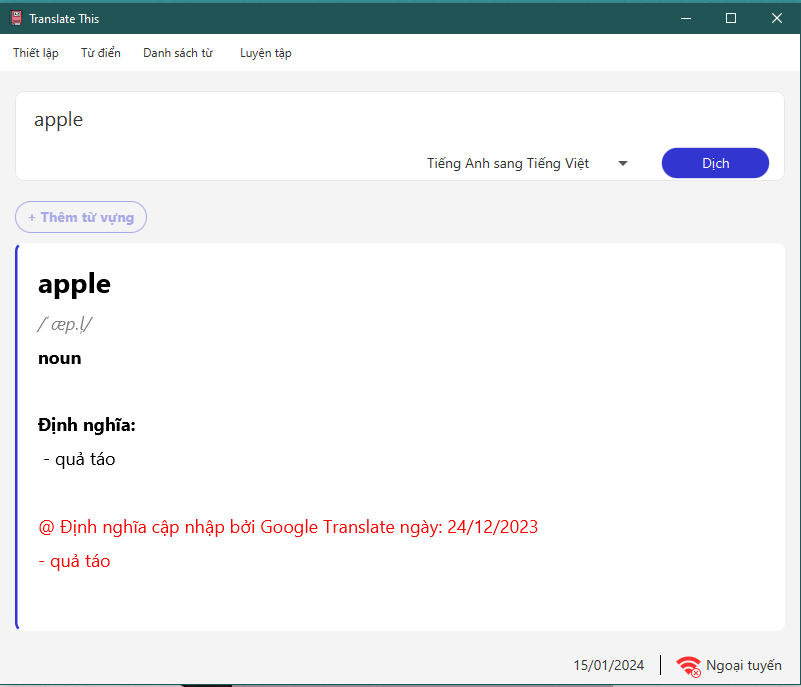 Translate This
Thiết lập Từ điển Danh sách từ Luyện tập
apple
Tiếng Anh sang Tiếng Việt Dịch
+ Thêm từ vựng
apple
/ˈæp.l̩/
noun
Định nghĩa:
- quả táo
@ Định nghĩa cập nhập bởi Google Translate ngày: 24/12/2023
- quả táo
15/01/2024 Ngoại tuyến